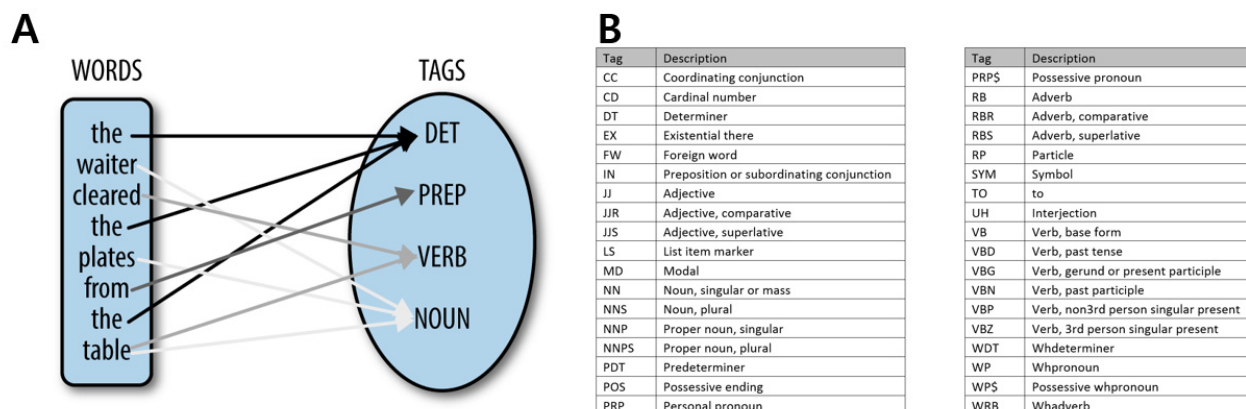 A
WORDS
TAGS
the
waiter
cleared
the
plates
from
the
table
DET
PREP
VERB
NOUN
B
Tag Description
CC Coordinating conjunction
CD Cardinal number
DT Determiner
EX Existential there
FW Foreign word
IN Preposition or subordinating conjunction
JJ Adjective
JJR Adjective, comparative
JJS Adjective, superlative
LS List item marker
MD Modal
NN Noun, singular or mass
NNS Noun, plural
NNP Proper noun, singular
NNPS Proper noun, plural
PDT Predeterminer
POS Possessive ending
PRP Personal pronoun
Tag Description
PRP$ Possessive pronoun
RB Adverb
RBR Adverb, comparative
RBS Adverb, superlative
RP Particle
SYM Symbol
TO to
UH Interjection
VB Verb, base form
VBD Verb, past tense
VBG Verb, gerund or present participle
VBN Verb, past participle
VBP Verb, non3rd person singular present
VBZ Verb, 3rd person singular present
WDT Whdeterminer
WP Whpronoun
WP$ Possessive whpronoun
WRB Whadverb